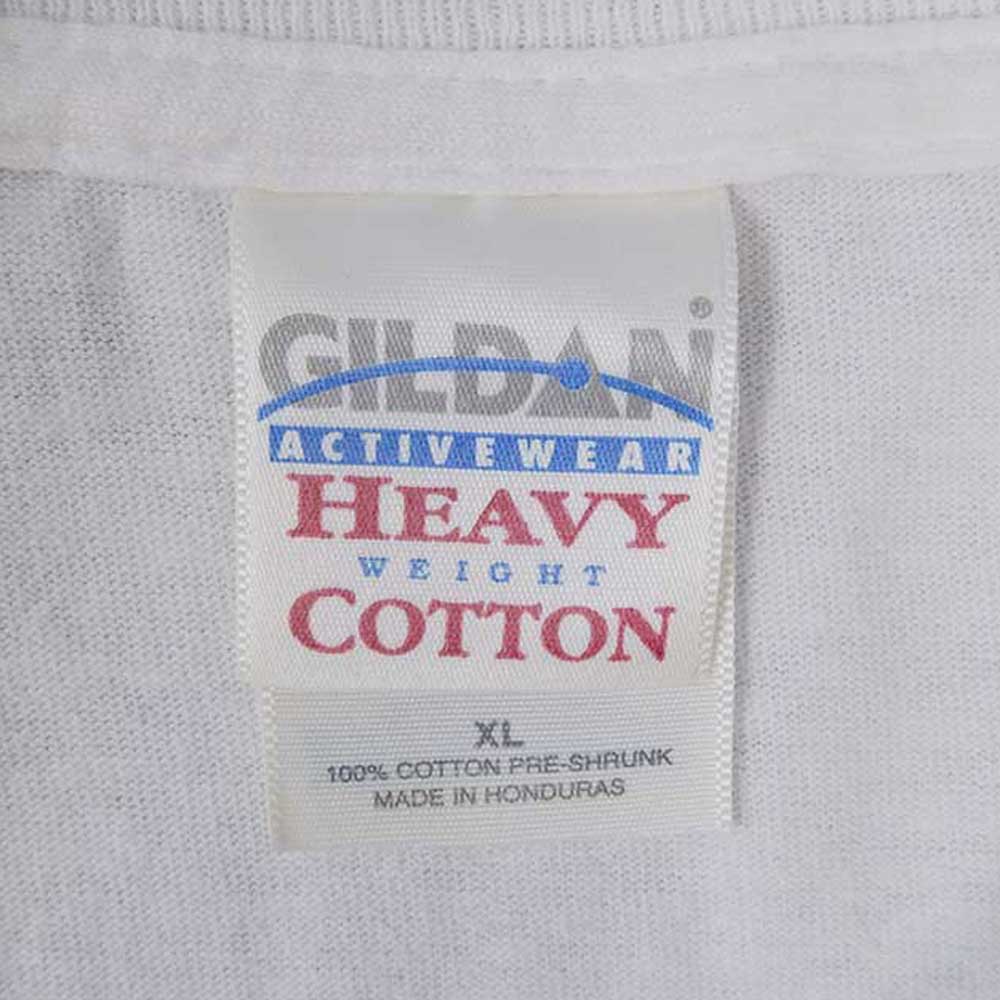 GILDAN®
ACTIVEWEAR
HEAVY
WEIGHT
COTTON
XL
100% COTTON PRE-SHRUNK
MADE IN HONDURAS